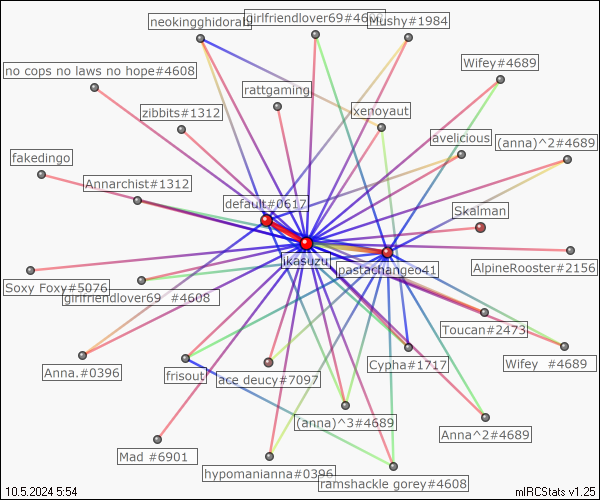 neokingghidorah
girlfriendlover69#4608
Mushy#1984
no cops no laws no hope#4608
Wifey#4689
rattgaming
zibbits#1312
xenoyaut
avelicious
(anna)^2#4689
fakedingo
Annarchist#1312
default#0617
Skalman
ikasuzu
pastachangeo41
AlpineRooster#2156
Soxy Foxy#5076
girlfriendlover69 #4608
Toucan#2473
Anna.#0396
frisout
ace deucy#7097
Cypha#1717
Wifey #4689
(anna)^3#4689
Anna^2#4689
Mad #6901
hypomanianna#0396
ramshackle gorey#4608
10.5.2024 5:54
mIRCStats v1.25